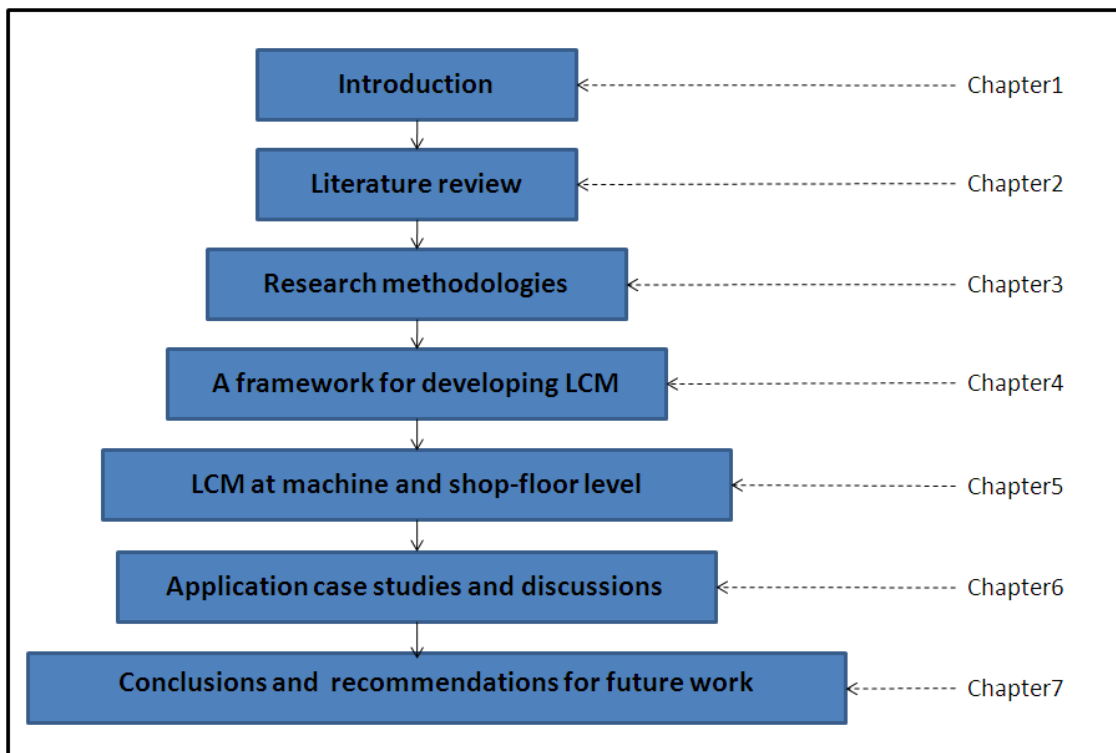 Introduction
Chapter1
Literature review
Chapter2
Research methodologies
Chapter3
A framework for developing LCM
Chapter4
LCM at machine and shop-floor level
Chapter5
Application case studies and discussions
Chapter6
Conclusions and recommendations for future work
Chapter7